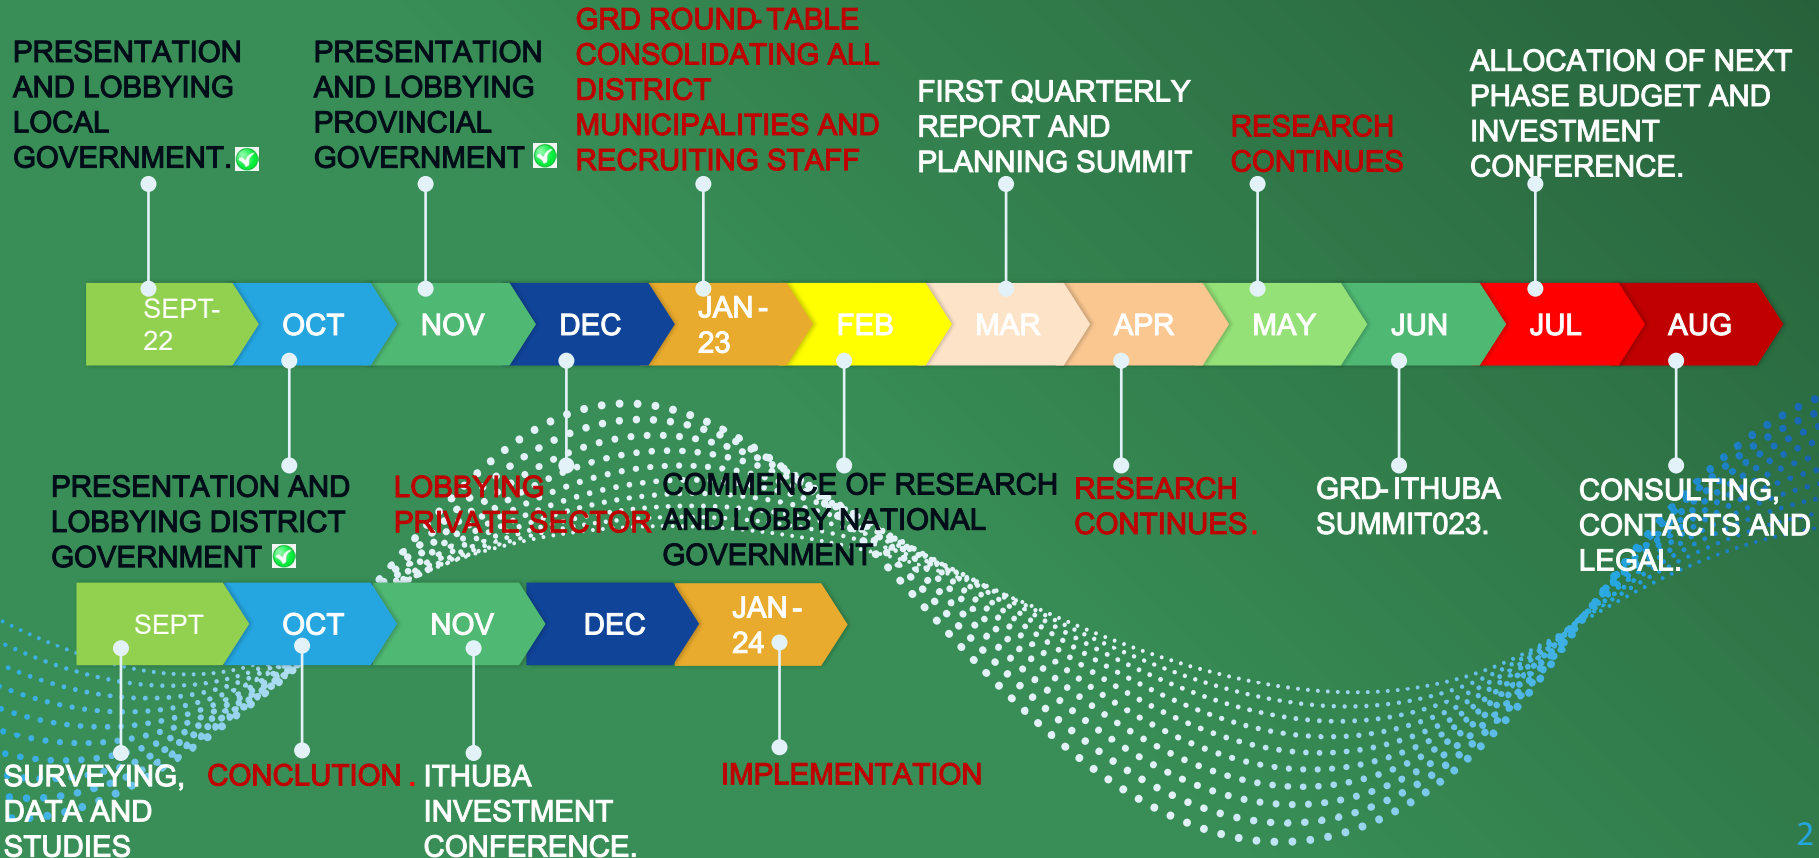 PRESENTATION
AND LOBBYING
LOCAL
GOVERNMENT.
PRESENTATION
AND LOBBYING
PROVINCIAL
GOVERNMENT
GRD ROUND-TABLE
CONSOLIDATING ALL
DISTRICT
MUNICIPALITIES AND
RECRUITING STAFF
FIRST QUARTERLY
REPORT AND
PLANNING SUMMIT
RESEARCH
CONTINUES
ALLOCATION OF NEXT
PHASE BUDGET AND
INVESTMENT
CONFERENCE.
SEPT-
22
OCT
NOV
DEC
JAN-
23
FEB
MAR
APR
MAY
JUN
JUL
AUG
PRESENTATION AND
LOBBYING DISTRICT
GOVERNMENT
LOBBYING
PRIVATE SECTOR
COMMENCE OF RESEARCH
AND LOBBY NATIONAL
GOVERNMENT
RESEARCH
CONTINUES.
GRD-ITHUBA
SUMMIT023.
CONSULTING,
CONTACTS AND
LEGAL.
SEPT
OCT
NOV
DEC
JAN-
24
SURVEYING,
DATA AND
STUDIES
CONCLUTION.
ITHUBA
INVESTMENT
CONFERENCE.
IMPLEMENTATION
2